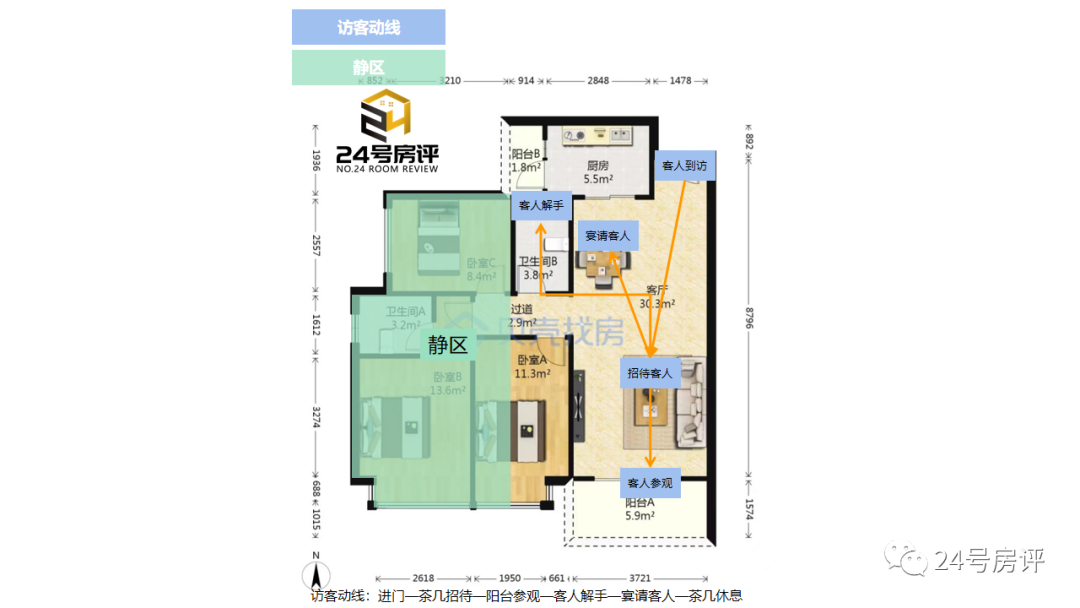 访客动线
静区
852 3210 914 2848 1478
24号房评
NO.24 ROOM REVIEW
1936
2557
1612
3274
688
1015
892
8796
1574
阳台B
1.8m²
厨房
5.5m²
客人到访
客人解手
宴请客人
卧室C
8.4m²
卫生间B
3.8m²
客厅
30.3m²
卫生间A
3.2m²
过道
2.9m²
贝壳找房
静区
卧室A
11.3m²
卧室B
13.6m²
招待客人
客人参观
阳台A
5.9m²
24号房评
N
2618 1950 661 3721
访客动线：进门—茶几招待—阳台参观—客人解手—宴请客人—茶几休息